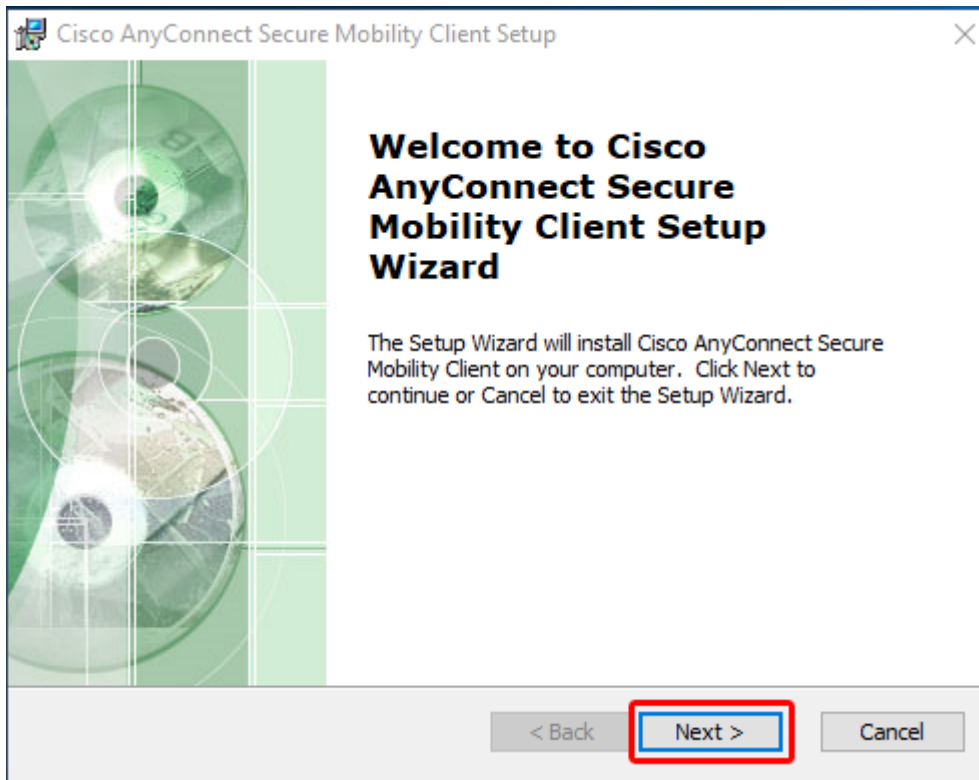 Cisco AnyConnect Secure Mobility Client Setup
Welcome to Cisco
AnyConnect Secure
Mobility Client Setup
Wizard
The Setup Wizard will install Cisco AnyConnect Secure
Mobility Client on your computer.  Click Next to
continue or Cancel to exit the Setup Wizard.
< Back
Next >
Cancel